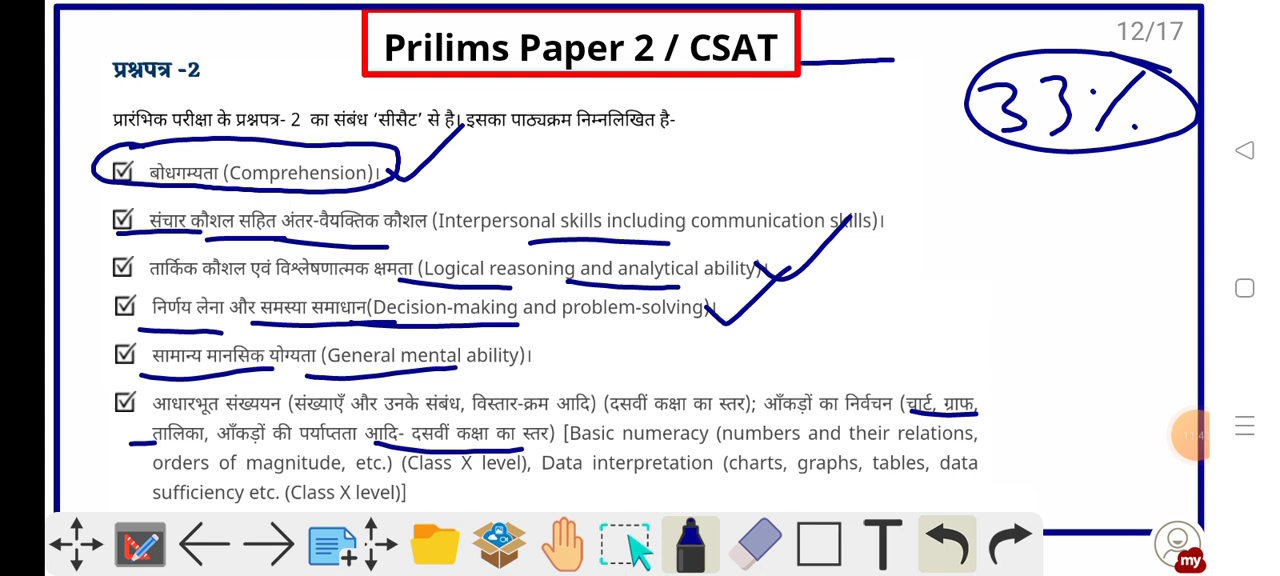 12/17
Prilims Paper 2 / CSAT
33%
प्रश्नपत्र -2
प्रारंभिक परीक्षा के प्रश्नपत्र- 2 का संबंध ‘सीसैट’ से है। इसका पाठ्यक्रम निम्नलिखित है-
बोधगम्यता (Comprehension)।
संचार कौशल सहित अंतर-वैयक्तिक कौशल (Interpersonal skills including communication skills)।
तार्किक कौशल एवं विश्लेषणात्मक क्षमता (Logical reasoning and analytical ability)।
निर्णय लेना और समस्या समाधान(Decision-making and problem-solving)।
सामान्य मानसिक योग्यता (General mental ability)।
आधारभूत संख्ययन (संख्याएँ और उनके संबंध, विस्तार-क्रम आदि) (दसवीं कक्षा का स्तर); आँकड़ों का निर्वचन (चार्ट, ग्राफ,
तालिका, आँकड़ों की पर्याप्तता आदि- दसवीं कक्षा का स्तर) [Basic numeracy (numbers and their relations,
orders of magnitude, etc.) (Class X level), Data interpretation (charts, graphs, tables, data
sufficiency etc. (Class X level)]
T
my